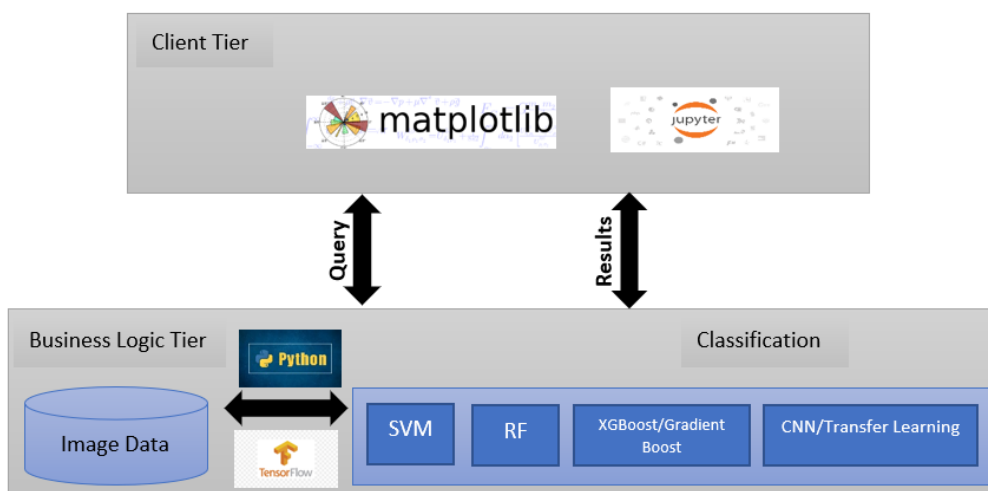 Client Tier
matplotlib
jupyter
Query
Results
Business Logic Tier
Python
Classification
Image Data
TensorFlow
SVM
RF
XGBoost/Gradient
Boost
CNN/Transfer Learning